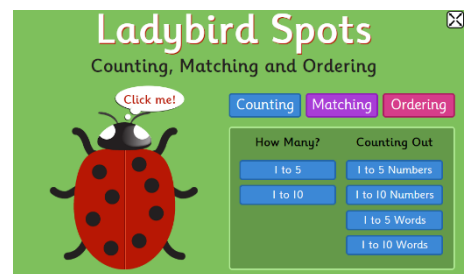 Ladybird Spots
Counting, Matching and Ordering
Click me!
Counting Matching Ordering
How Many? Counting Out
1 to 5 1 to 5 Numbers
1 to 10 1 to 10 Numbers
1 to 5 Words
1 to 10 Words